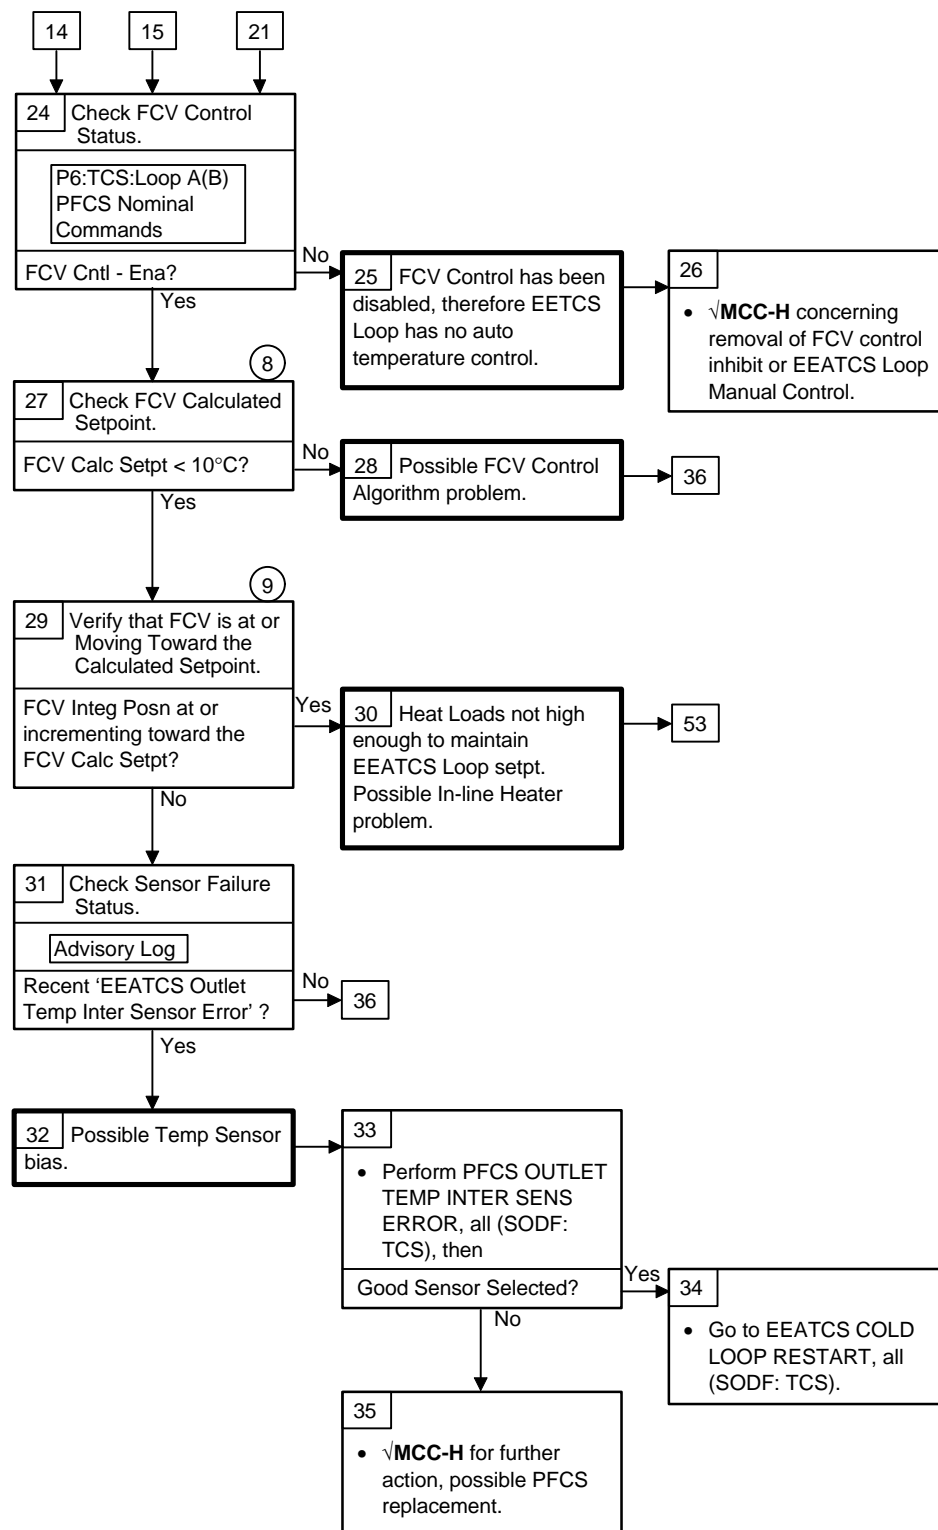 14
15
21
24
Check FCV Control
Status.
P6:TCS:Loop A(B)
PFCS Nominal
Commands
FCV Cntl - Ena?
No
Yes
25
FCV Control has been
disabled, therefore EETCS
Loop has no auto
temperature control.
26
• √MCC-H concerning
removal of FCV control
inhibit or EEATCS Loop
Manual Control.
8
27
Check FCV Calculated
Setpoint.
FCV Calc Setpt < 10°C?
No
Yes
28
Possible FCV Control
Algorithm problem.
36
9
29
Verify that FCV is at or
Moving Toward the
Calculated Setpoint.
FCV Integ Posn at or
incrementing toward the
FCV Calc Setpt?
Yes
No
30
Heat Loads not high
enough to maintain
EEATCS Loop setpt.
Possible In-line Heater
problem.
53
31
Check Sensor Failure
Status.
Advisory Log
Recent ‘EEATCS Outlet
Temp Inter Sensor Error’ ?
No
36
Yes
32
Possible Temp Sensor
bias.
33
• Perform PFCS OUTLET
TEMP INTER SENS
ERROR, all (SODF:
TCS), then
Good Sensor Selected?
Yes
No
34
• Go to EEATCS COLD
LOOP RESTART, all
(SODF: TCS).
35
• √MCC-H for further
action, possible PFCS
replacement.